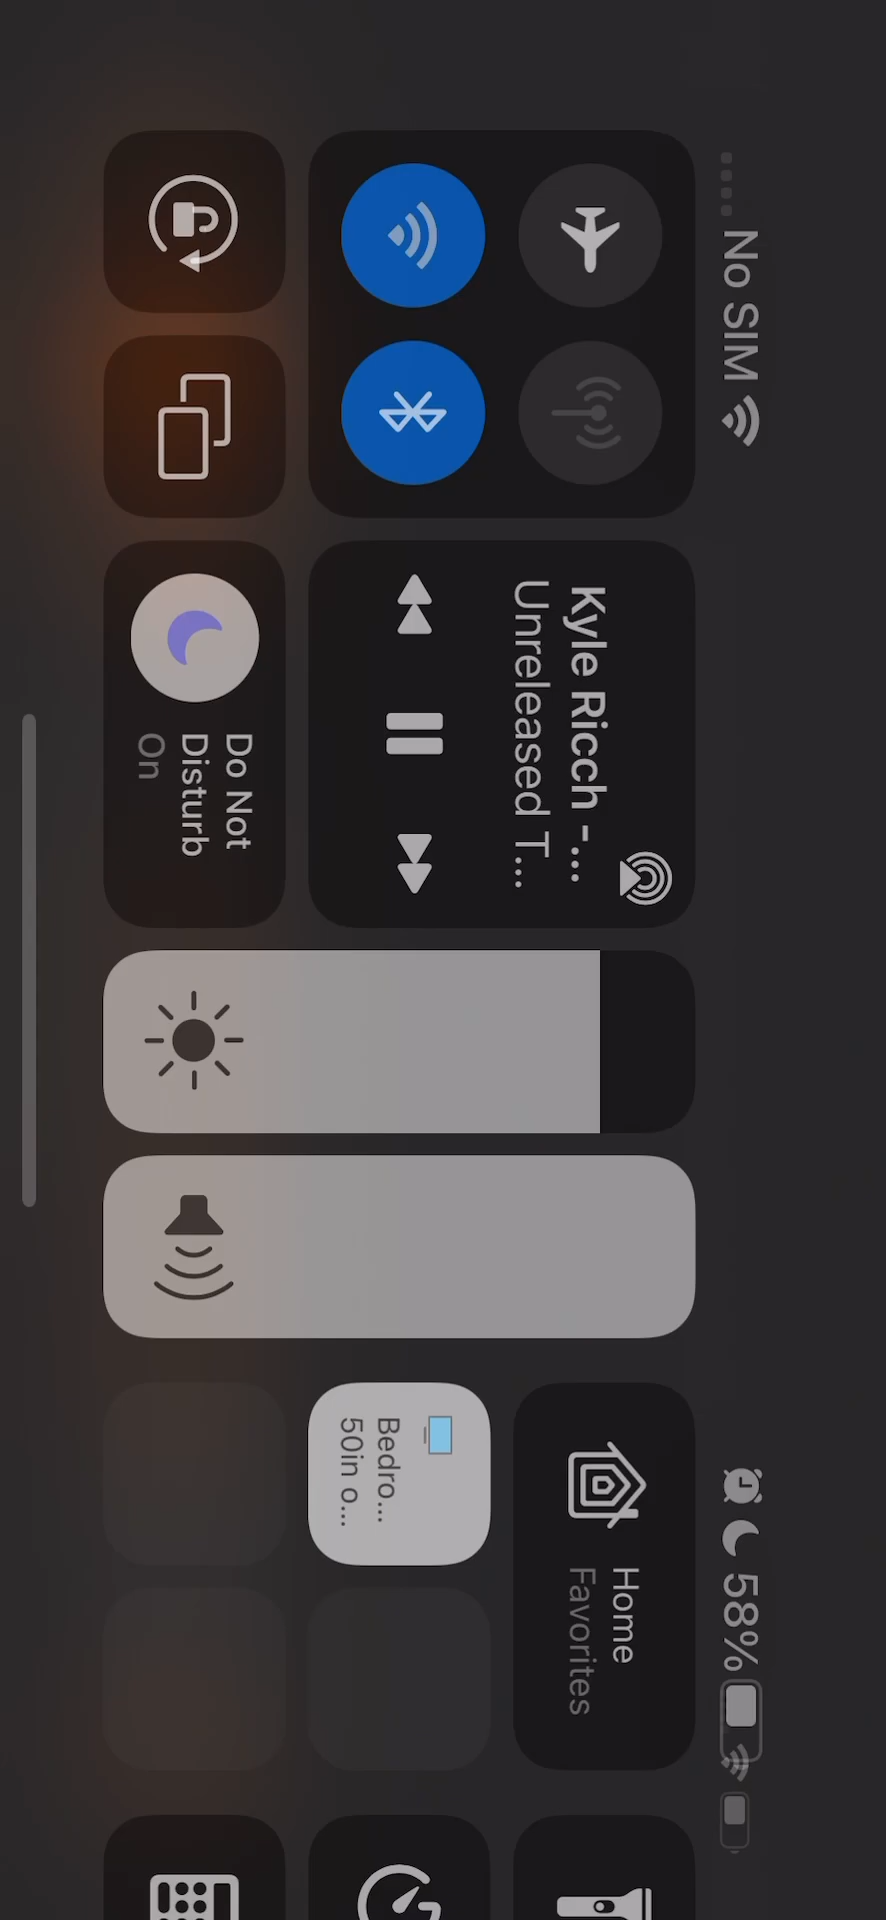 No SIM
58%
Kyle Ricch -...
Unreleased T...
Do Not
Disturb
On
Home
Favorites
Bedro...
50in o...